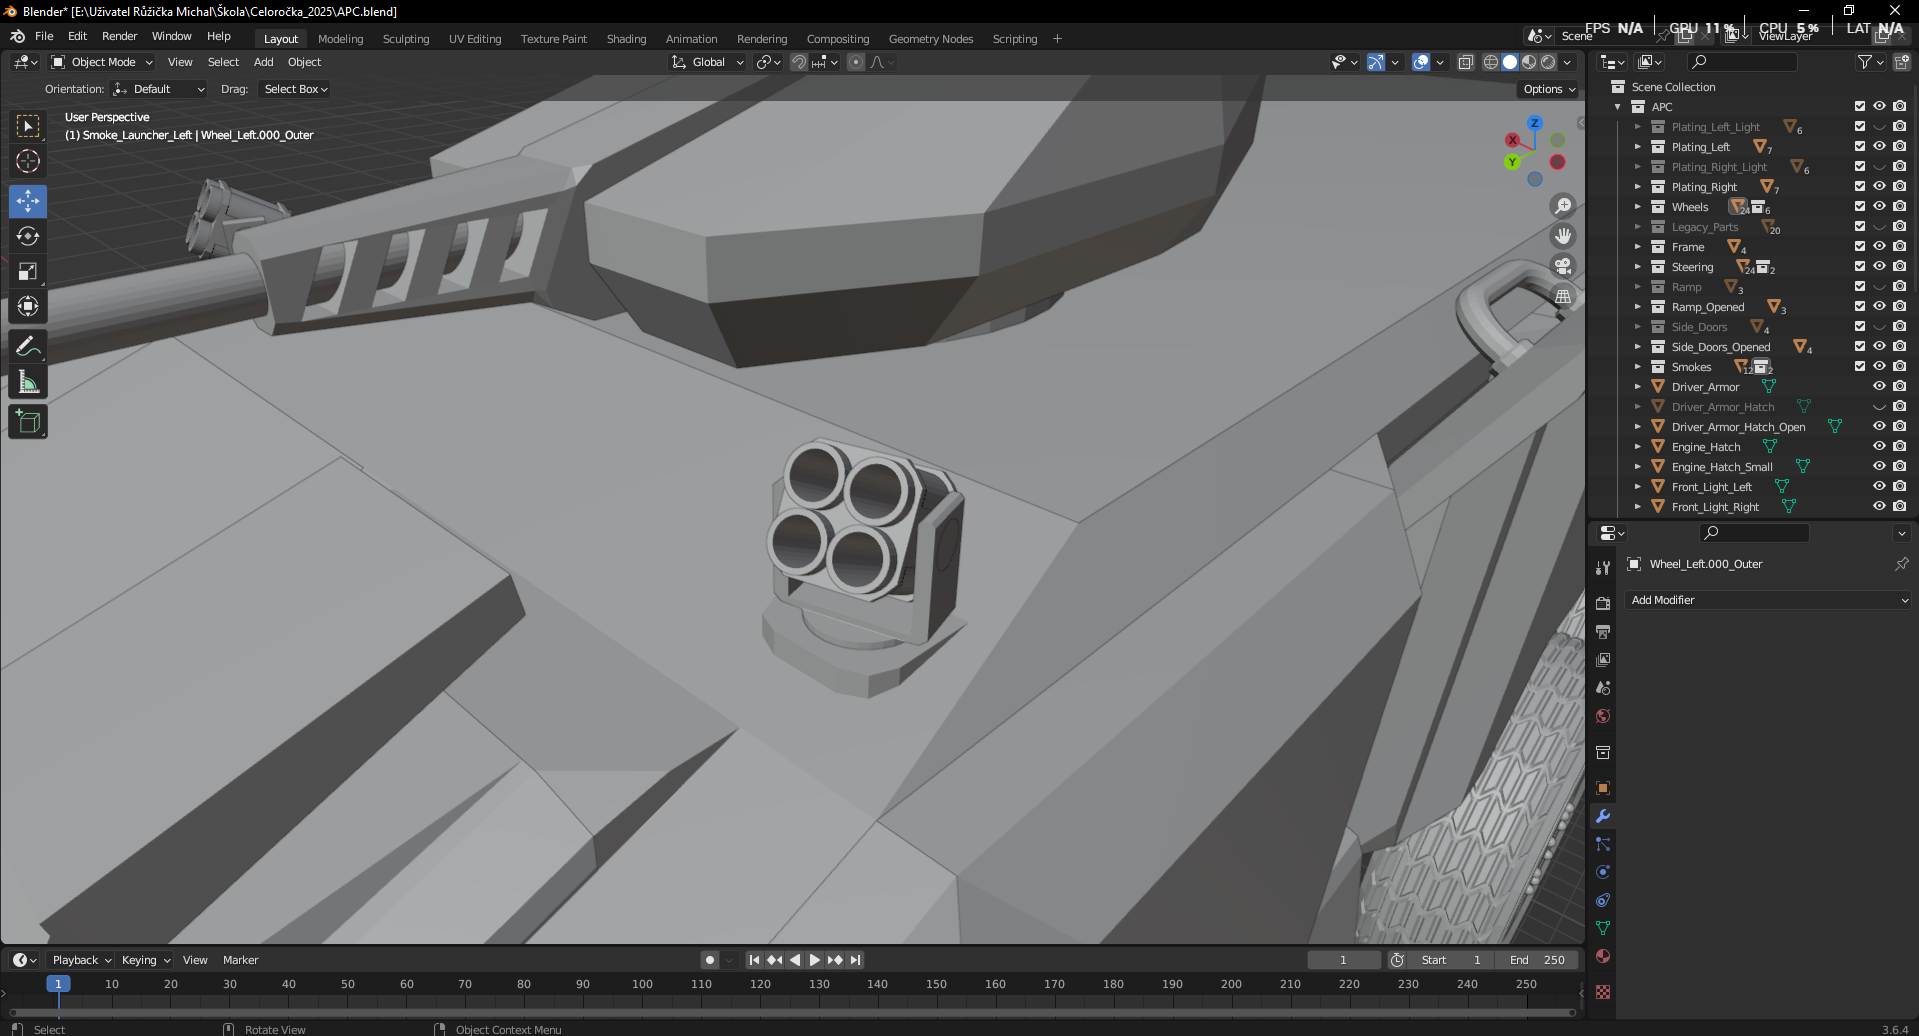 Blender* [E:\Uživatel Růžička Michal\Škola\Celoročka_2025\APC.blend]
FPS N/A GPU 11 % CPU 5 % LAT N/A
File Edit Render Window Help Layout Modeling Sculpting UV Editing Texture Paint Shading Animation Rendering Compositing Geometry Nodes Scripting + Scene ViewLayer
Object Mode View Select Add Object Global
Orientation: Default Drag: Select Box Options
User Perspective
(1) Smoke_Launcher_Left | Wheel_Left.000_Outer
Z
X
Y
Scene Collection
APC
Plating_Left_Light 6
Plating_Left 7
Plating_Right_Light 6
Plating_Right 7
Wheels 24 6
Legacy_Parts 20
Frame 4
Steering 24 2
Ramp 3
Ramp_Opened 3
Side_Doors 4
Side_Doors_Opened 4
Smokes 12 2
Driver_Armor
Driver_Armor_Hatch
Driver_Armor_Hatch_Open
Engine_Hatch
Engine_Hatch_Small
Front_Light_Left
Front_Light_Right
Wheel_Left.000_Outer
Add Modifier
Playback Keying View Marker 1 Start 1 End 250
1 10 20 30 40 50 60 70 80 90 100 110 120 130 140 150 160 170 180 190 200 210 220 230 240 250
Select Rotate View Object Context Menu 3.6.4